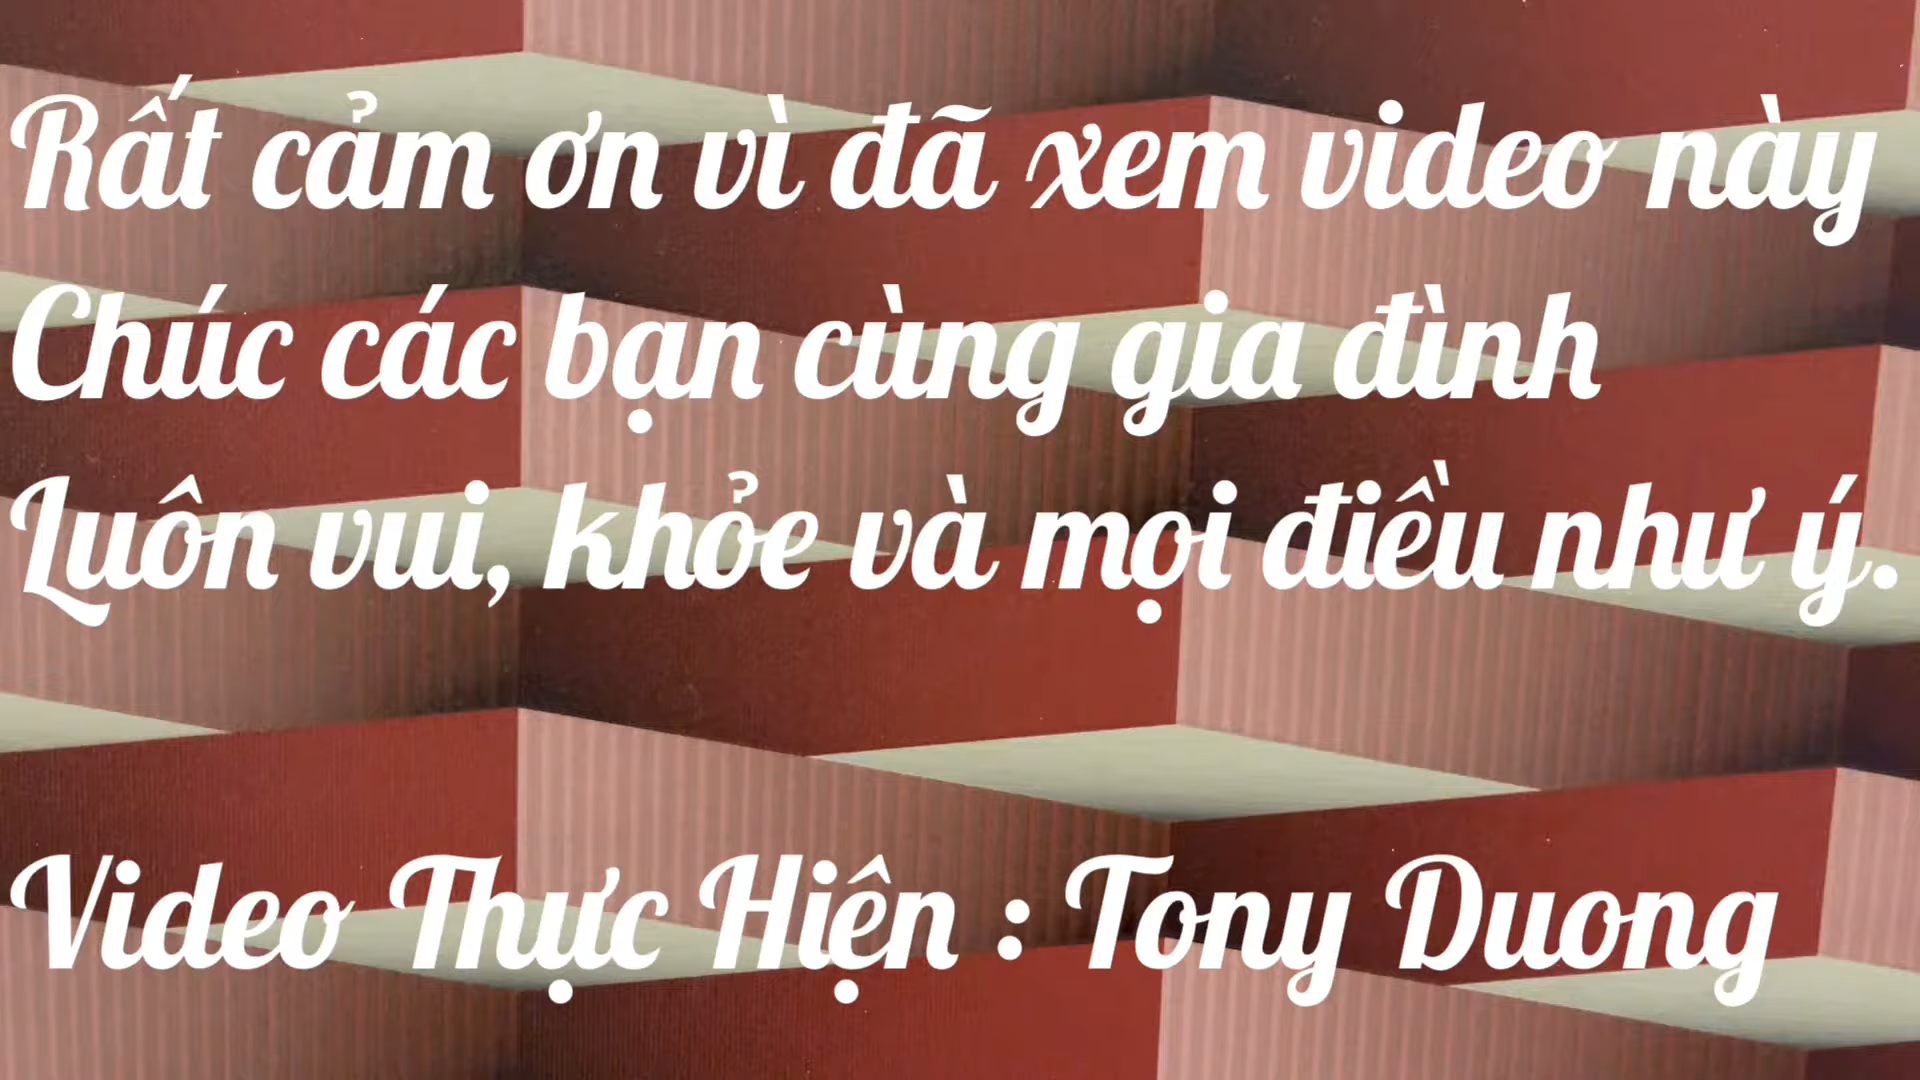 Rất cảm ơn vì đã xem video này
Chúc các bạn cùng gia đình
Luôn vui, khỏe và mọi điều như ý.
Video Thực Hiện : Tony Duong